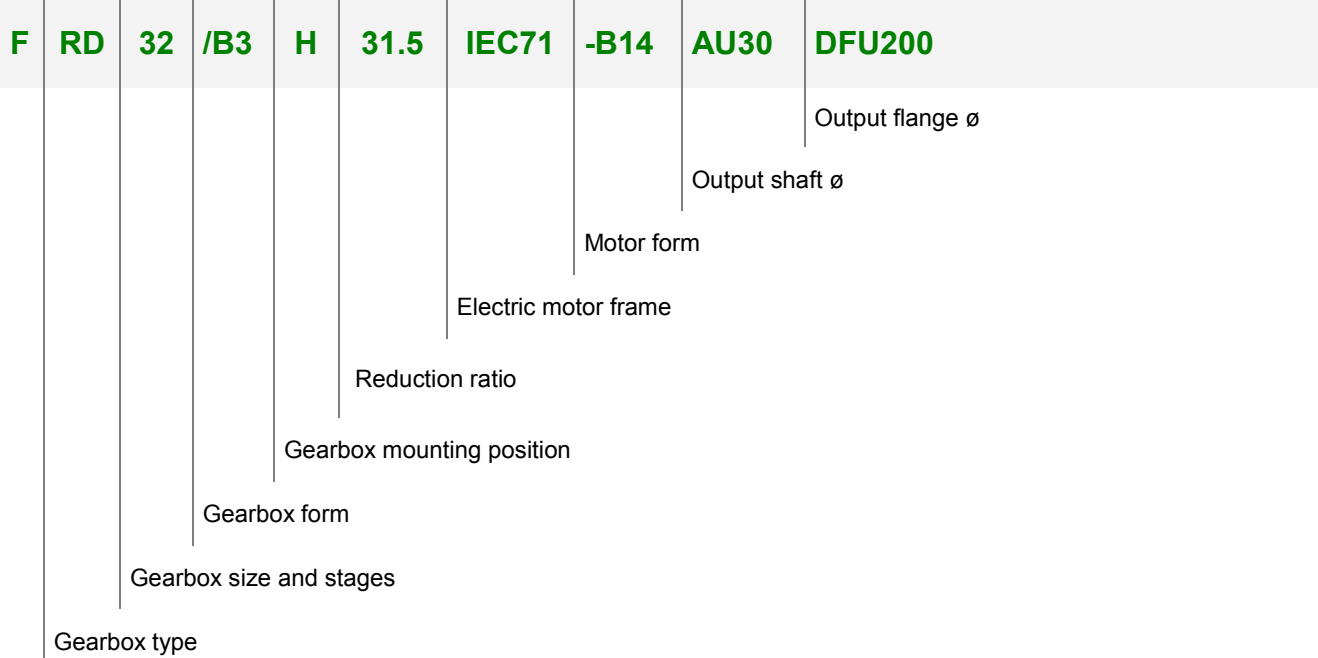 F RD 32 /B3 H 31.5 IEC71 -B14 AU30 DFU200
Output flange ø
Output shaft ø
Motor form
Electric motor frame
Reduction ratio
Gearbox mounting position
Gearbox form
Gearbox size and stages
Gearbox type